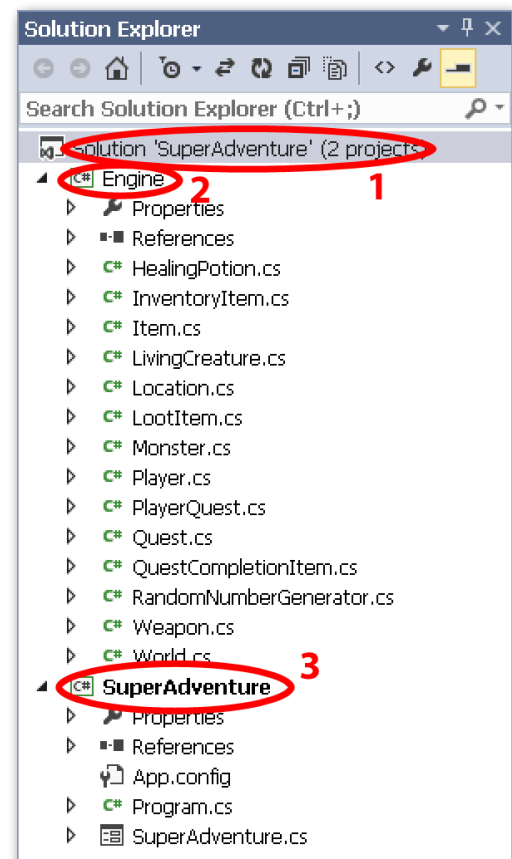 Solution Explorer
Search Solution Explorer (Ctrl+;)
Solution 'SuperAdventure' (2 projects)
1
C# Engine
2
Properties
References
C# HealingPotion.cs
C# InventoryItem.cs
C# Item.cs
C# LivingCreature.cs
C# Location.cs
C# LootItem.cs
C# Monster.cs
C# Player.cs
C# PlayerQuest.cs
C# Quest.cs
C# QuestCompletionItem.cs
C# RandomNumberGenerator.cs
C# Weapon.cs
C# World.cs
3
C# SuperAdventure
Properties
References
App.config
C# Program.cs
SuperAdventure.cs